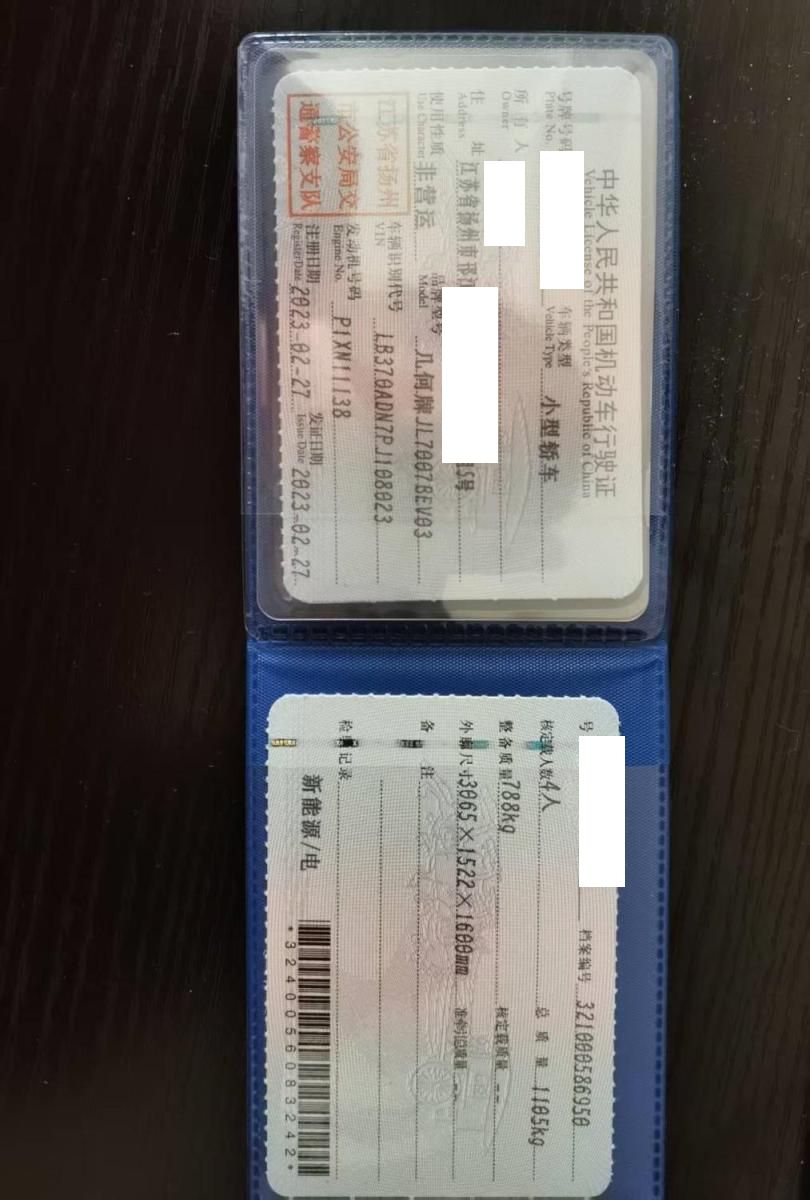 中华人民共和国机动车行驶证
Vehicle License of the People's Republic of China
号牌号码 车辆类型 小型轿车
Plate No. Vehicle Type
所有人
Owner
住址 江苏省扬州市邗江 15号
Address
使用性质 非营运 品牌型号 几何牌JL7007BEV03
Use Character Model
江苏省扬州
市公安局交
通警察支队
车辆识别代号 LB370ADN7PJ108023
VIN
发动机号码 P1XN11138
Engine No.
注册日期 2023-02-27 发证日期 2023-02-27
Register Date Issue Date
号 档案编号 321000586950
核定载人数 4人 总质量 1105kg
整备质量 788kg 核定载质量 --
外廓尺寸 3065×1522×1600mm 准牵引总质量 --
备注
检验记录
新能源/电
*3240056083242*